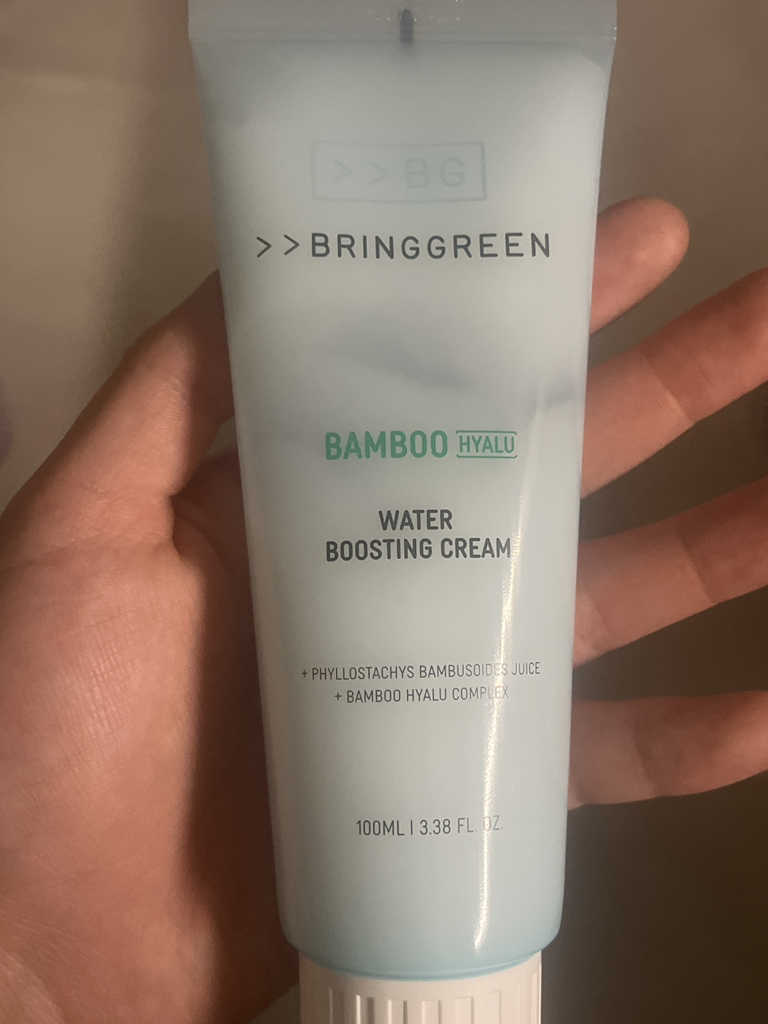 >>BG
>>BRINGGREEN
BAMBOO HYALU
WATER
BOOSTING CREAM
+ PHYLLOSTACHYS BAMBUSOIDES JUICE
+ BAMBOO HYALU COMPLEX
100ML | 3.38 FL. OZ.